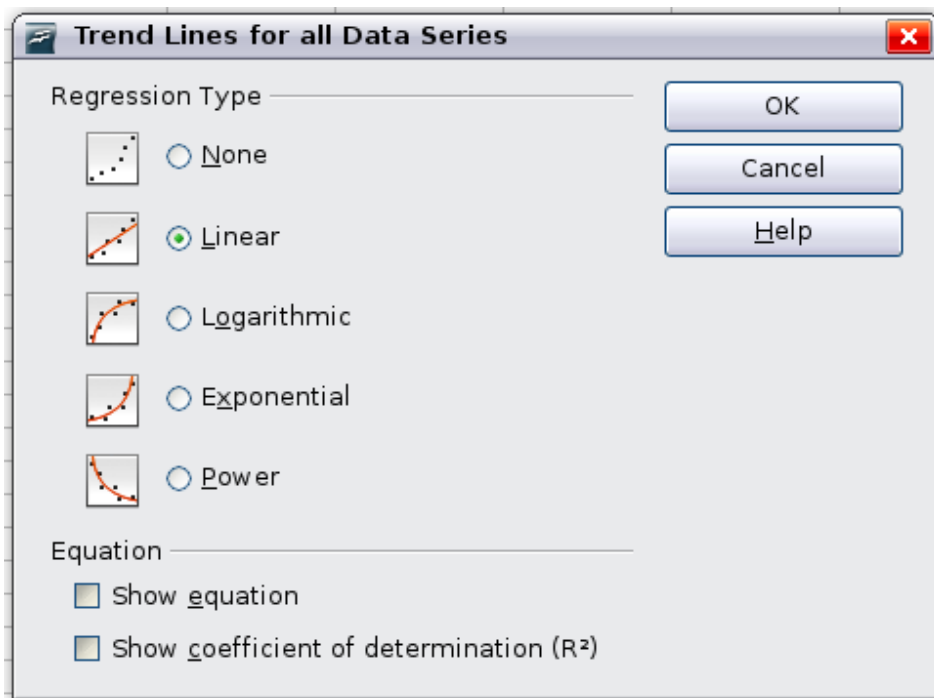 Trend Lines for all Data Series
Regression Type
None
Linear
Logarithmic
Exponential
Power
OK
Cancel
Help
Equation
Show equation
Show coefficient of determination (R²)